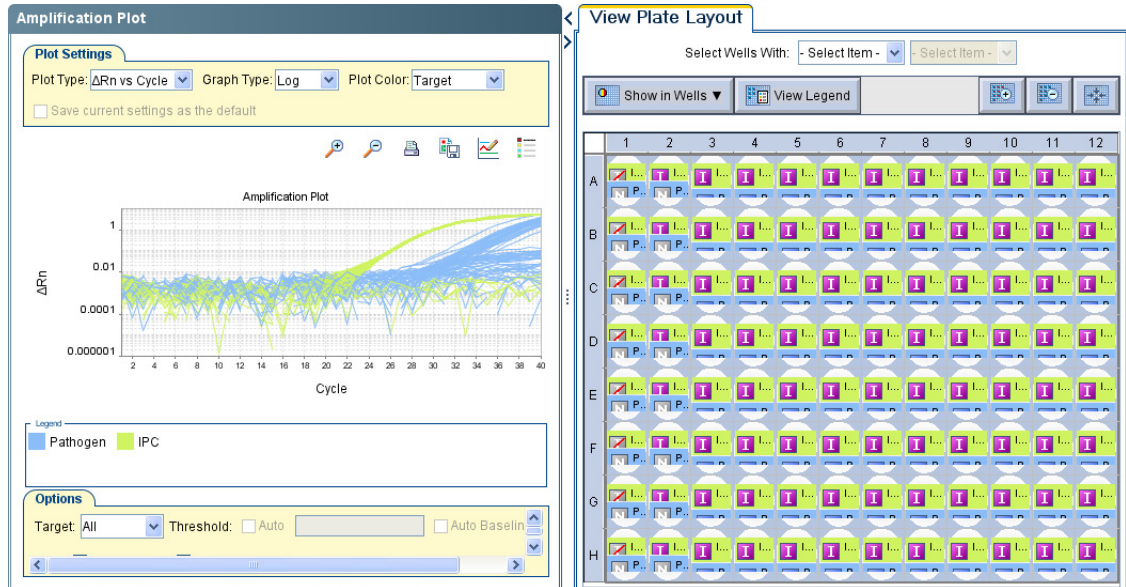 Amplification Plot
Plot Settings
Plot Type: ΔRn vs Cycle Graph Type: Log Plot Color: Target
Save current settings as the default
Amplification Plot
ΔRn
1
0.01
0.0001
0.000001
2 4 6 8 10 12 14 16 18 20 22 24 26 28 30 32 34 36 38 40
Cycle
Legend
Pathogen IPC
Options
Target: All Threshold: Auto Auto Baselin
View Plate Layout
Select Wells With: - Select Item - - Select Item -
Show in Wells ▼ View Legend
1 2 3 4 5 6 7 8 9 10 11 12
A I... I... I... I... I... I... I... I... I... I... I... I...
N P.. N P..
B I... I... I... I... I... I... I... I... I... I... I... I...
N P.. N P..
C I... I... I... I... I... I... I... I... I... I... I... I...
N P.. N P..
D I... I... I... I... I... I... I... I... I... I... I... I...
N P.. N P..
E I... I... I... I... I... I... I... I... I... I... I... I...
N P.. N P..
F I... I... I... I... I... I... I... I... I... I... I... I...
N P.. N P..
G I... I... I... I... I... I... I... I... I... I... I... I...
N P.. N P..
H I... I... I... I... I... I... I... I... I... I... I... I...
N P.. N P..